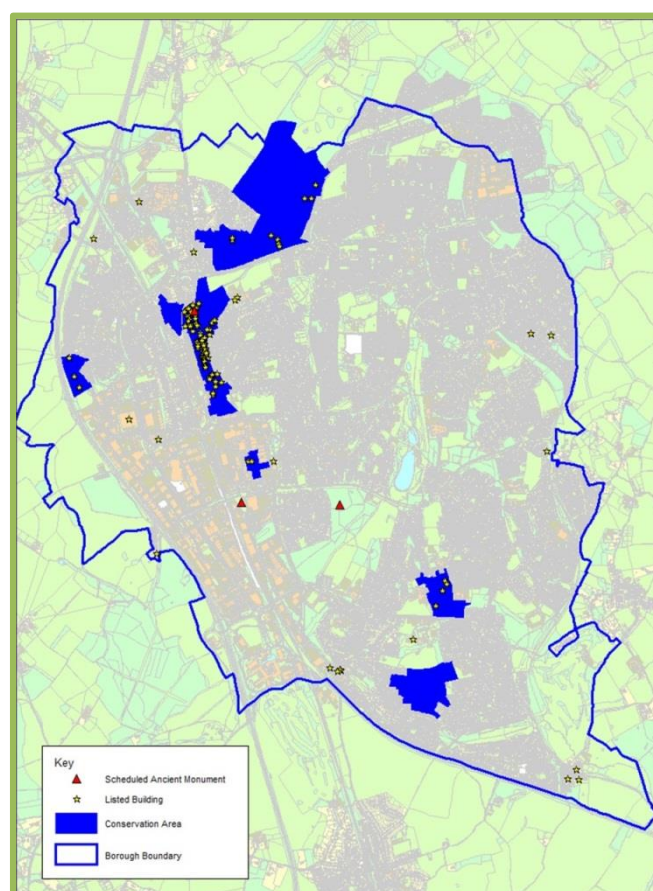 Key
Scheduled Ancient Monument
Listed Building
Conservation Area
Borough Boundary